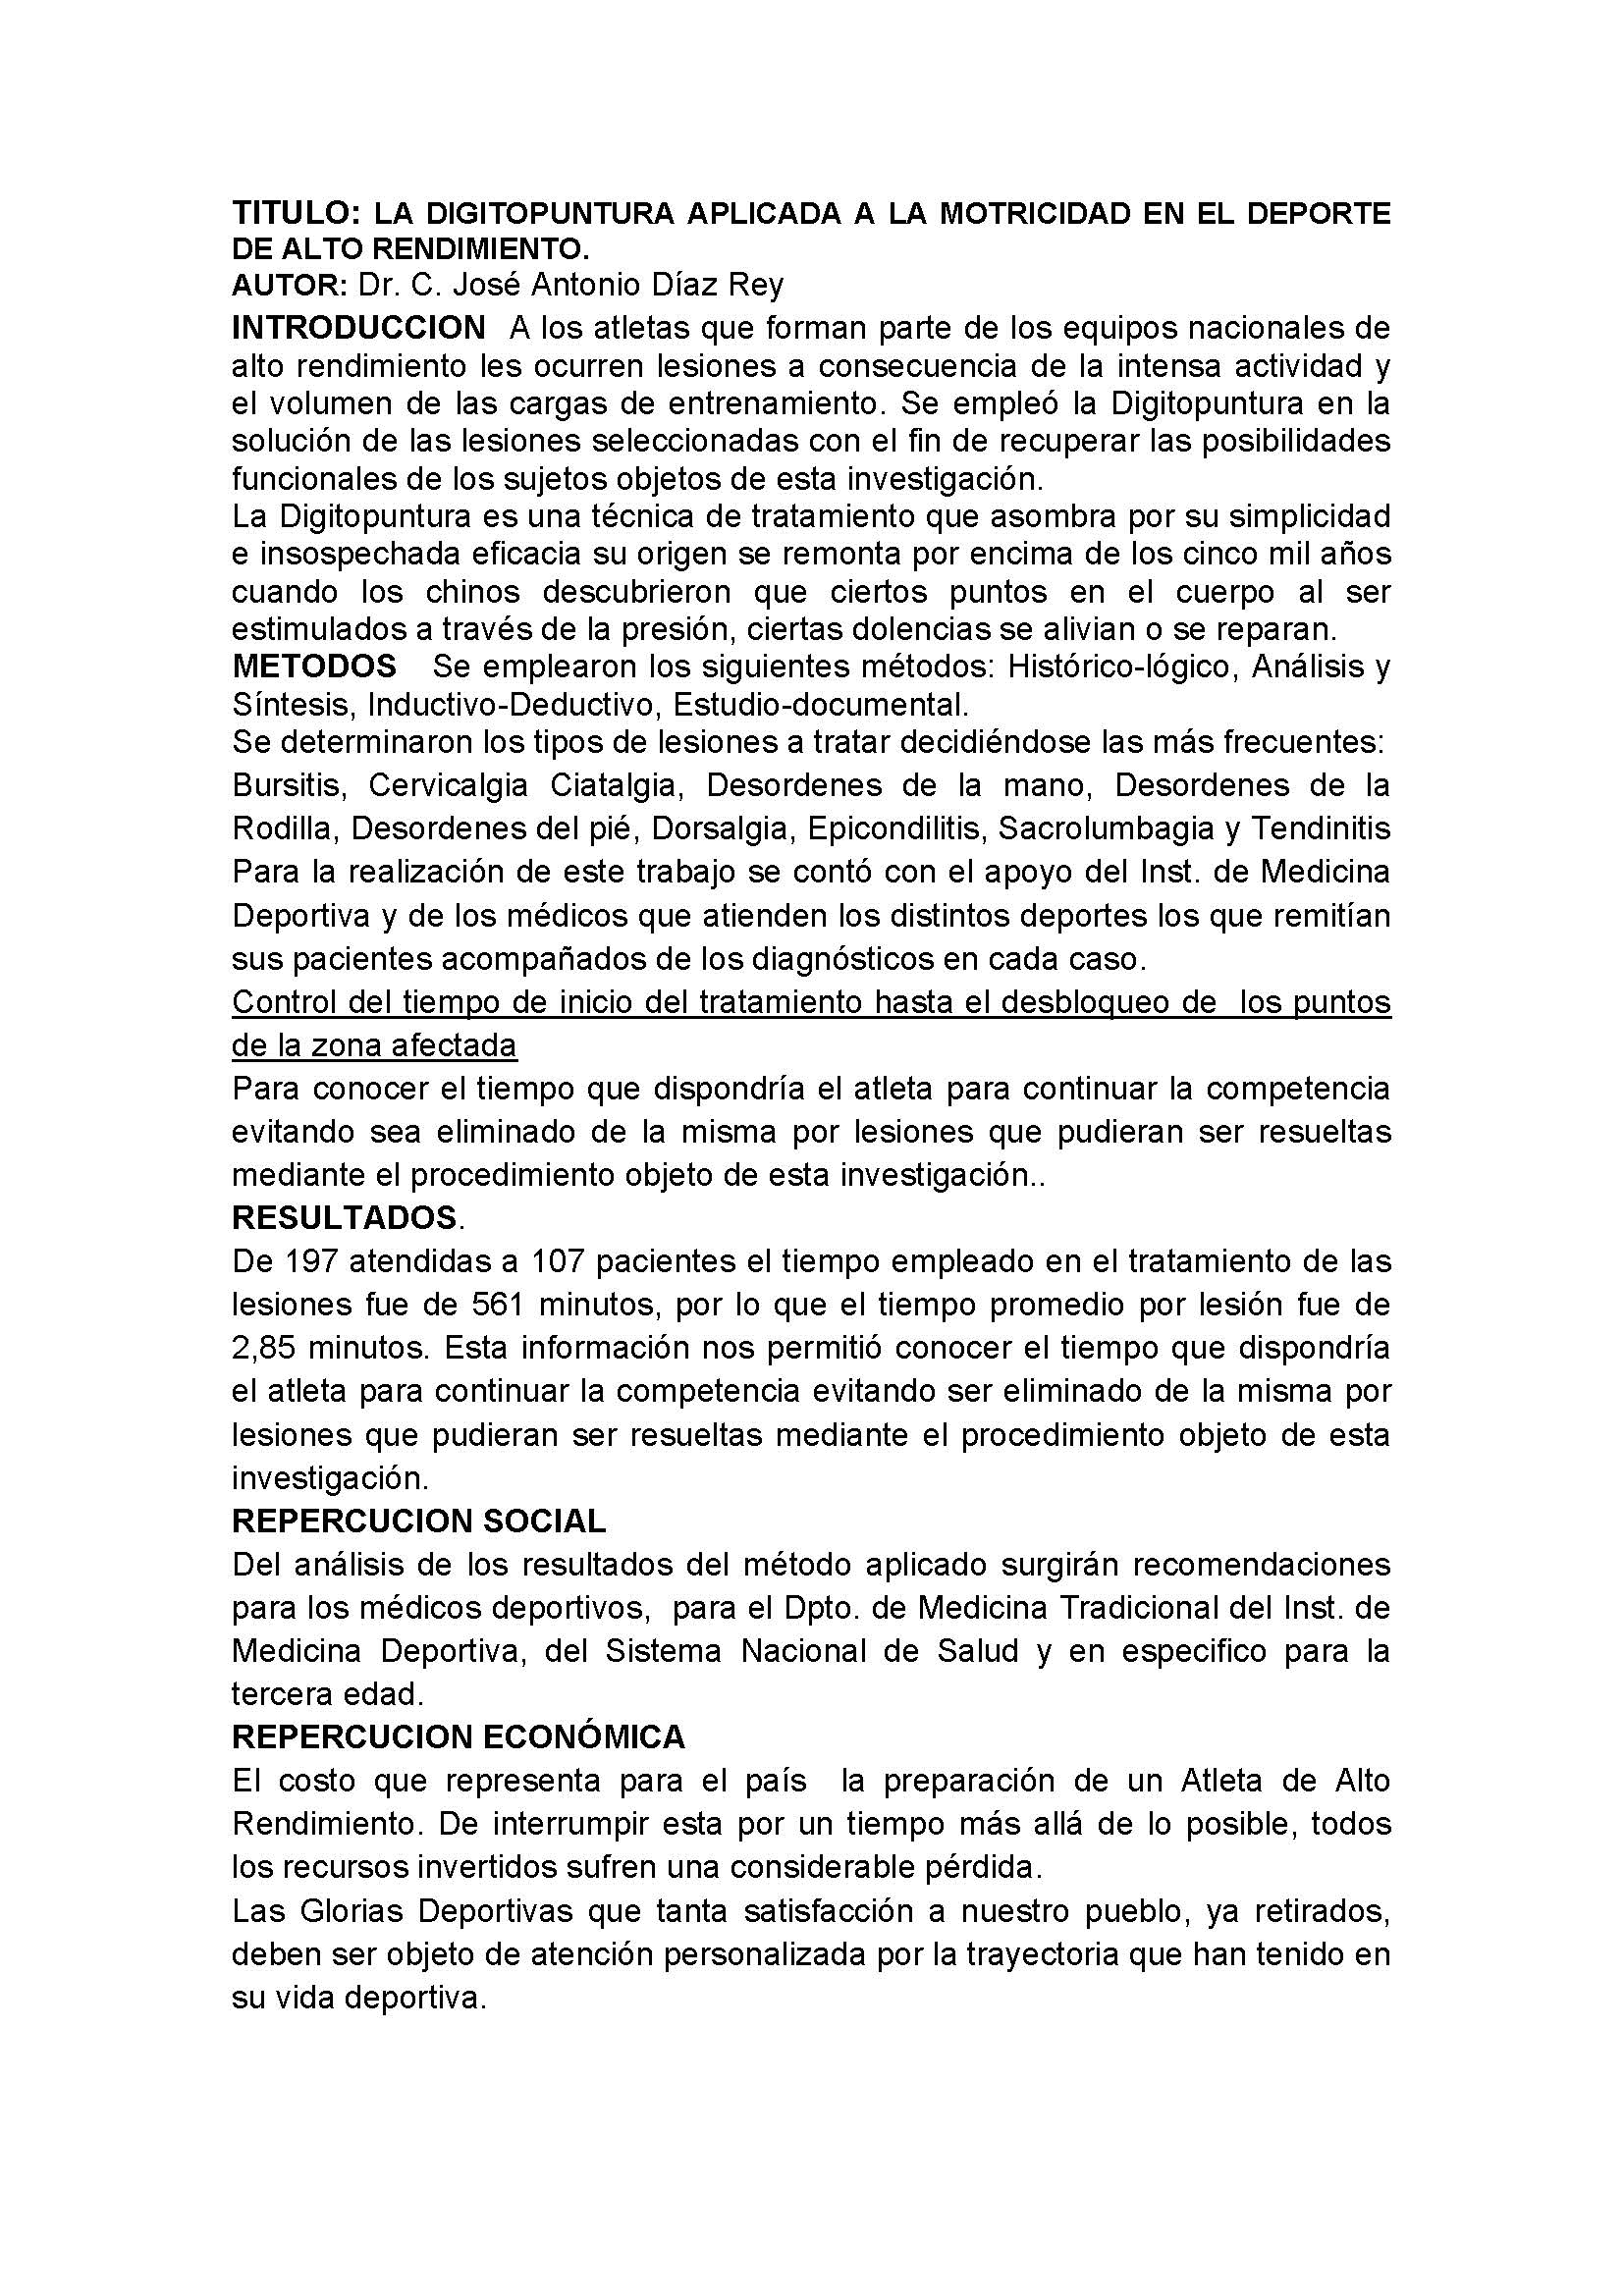 TITULO: LA DIGITOPUNTURA APLICADA A LA MOTRICIDAD EN EL DEPORTE
DE ALTO RENDIMIENTO.
AUTOR: Dr. C. José Antonio Díaz Rey
INTRODUCCION A los atletas que forman parte de los equipos nacionales de
alto rendimiento les ocurren lesiones a consecuencia de la intensa actividad y
el volumen de las cargas de entrenamiento. Se empleó la Digitopuntura en la
solución de las lesiones seleccionadas con el fin de recuperar las posibilidades
funcionales de los sujetos objetos de esta investigación.
La Digitopuntura es una técnica de tratamiento que asombra por su simplicidad
e insospechada eficacia su origen se remonta por encima de los cinco mil años
cuando los chinos descubrieron que ciertos puntos en el cuerpo al ser
estimulados a través de la presión, ciertas dolencias se alivian o se reparan.
METODOS Se emplearon los siguientes métodos: Histórico-lógico, Análisis y
Síntesis, Inductivo-Deductivo, Estudio-documental.
Se determinaron los tipos de lesiones a tratar decidiéndose las más frecuentes:
Bursitis, Cervicalgia Ciatalgia, Desordenes de la mano, Desordenes de la
Rodilla, Desordenes del pié, Dorsalgia, Epicondilitis, Sacrolumbagia y Tendinitis
Para la realización de este trabajo se contó con el apoyo del Inst. de Medicina
Deportiva y de los médicos que atienden los distintos deportes los que remitían
sus pacientes acompañados de los diagnósticos en cada caso.
Control del tiempo de inicio del tratamiento hasta el desbloqueo de los puntos
de la zona afectada
Para conocer el tiempo que dispondría el atleta para continuar la competencia
evitando sea eliminado de la misma por lesiones que pudieran ser resueltas
mediante el procedimiento objeto de esta investigación..
RESULTADOS.
De 197 atendidas a 107 pacientes el tiempo empleado en el tratamiento de las
lesiones fue de 561 minutos, por lo que el tiempo promedio por lesión fue de
2,85 minutos. Esta información nos permitió conocer el tiempo que dispondría
el atleta para continuar la competencia evitando ser eliminado de la misma por
lesiones que pudieran ser resueltas mediante el procedimiento objeto de esta
investigación.
REPERCUCION SOCIAL
Del análisis de los resultados del método aplicado surgirán recomendaciones
para los médicos deportivos, para el Dpto. de Medicina Tradicional del Inst. de
Medicina Deportiva, del Sistema Nacional de Salud y en especifico para la
tercera edad.
REPERCUCION ECONÓMICA
El costo que representa para el país la preparación de un Atleta de Alto
Rendimiento. De interrumpir esta por un tiempo más allá de lo posible, todos
los recursos invertidos sufren una considerable pérdida.
Las Glorias Deportivas que tanta satisfacción a nuestro pueblo, ya retirados,
deben ser objeto de atención personalizada por la trayectoria que han tenido en
su vida deportiva.